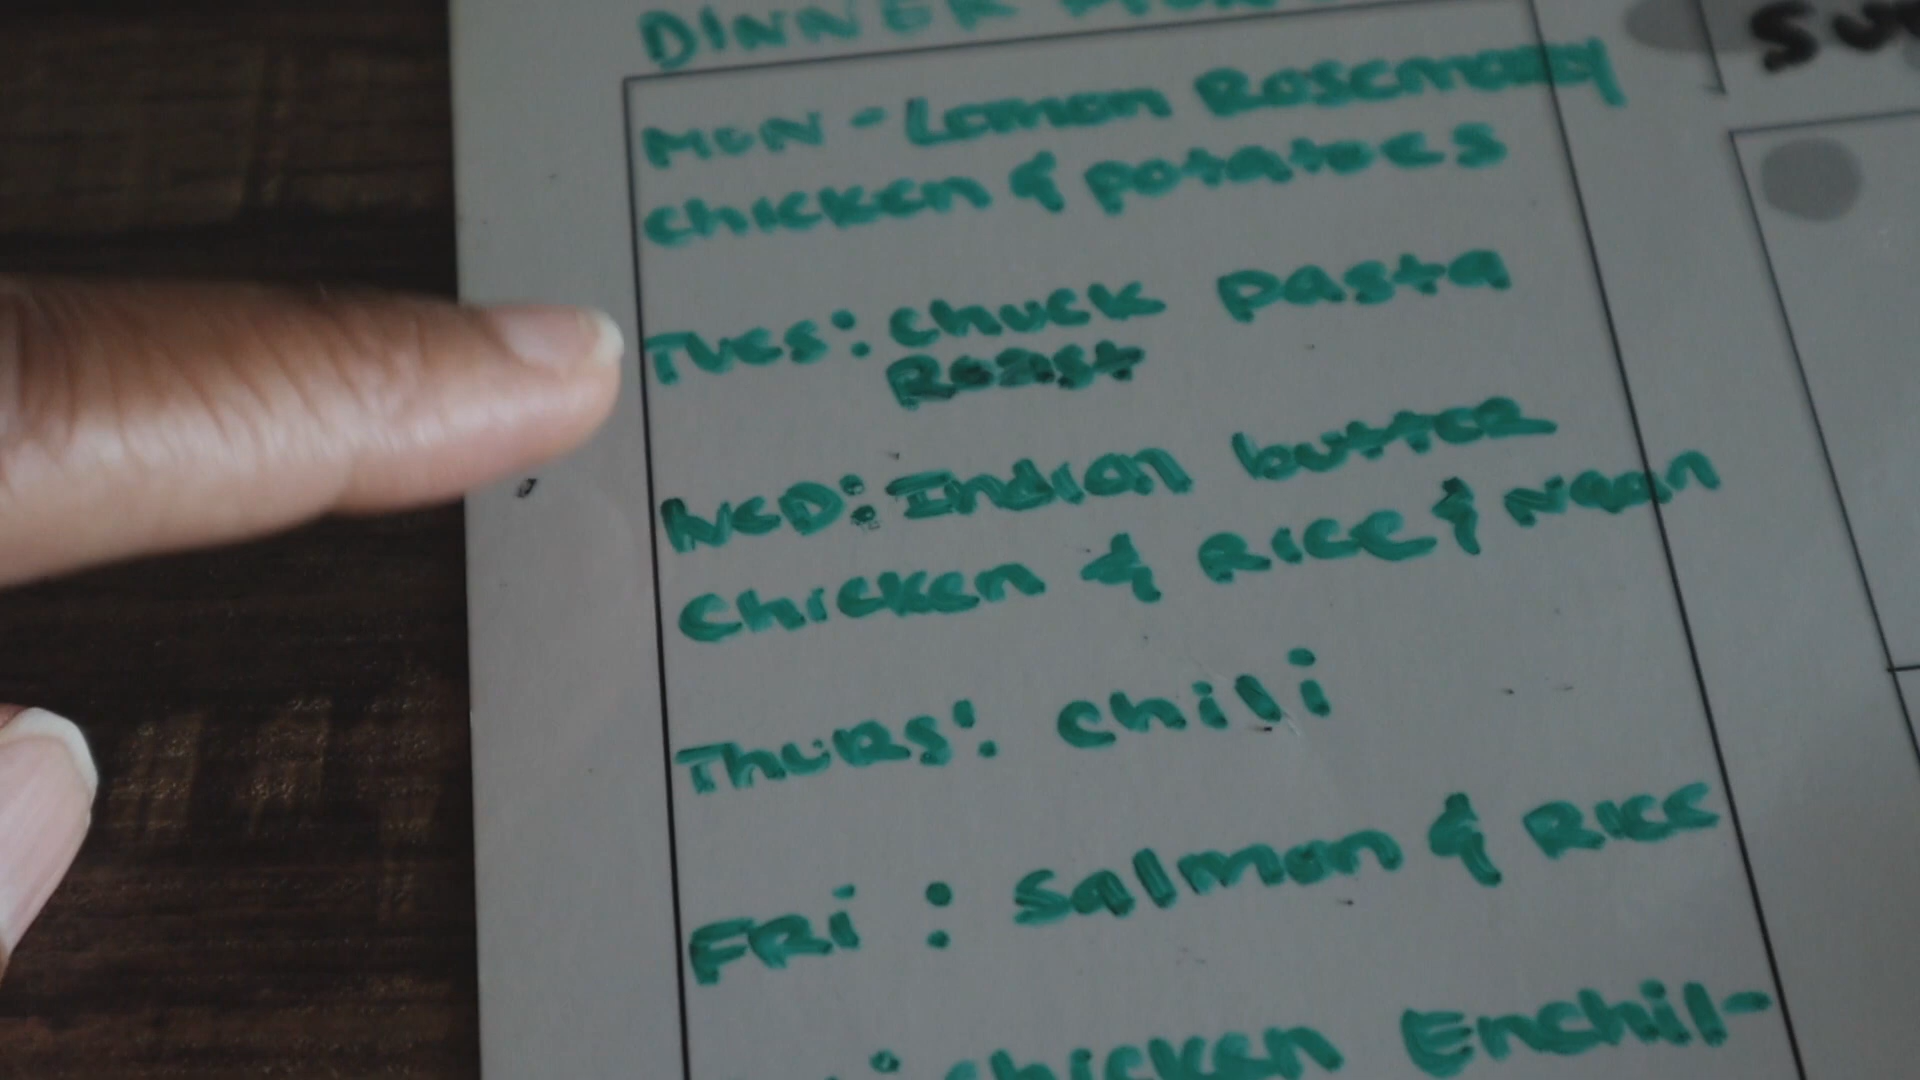 DINNER
MON - Lemon Rosemary
chicken & potatoes
TUES: chuck pasta
Roast
WED: Indian butter
Chicken & Rice & Naan
THURS: chili
FRI: Salmon & Rice
: chicken Enchil-